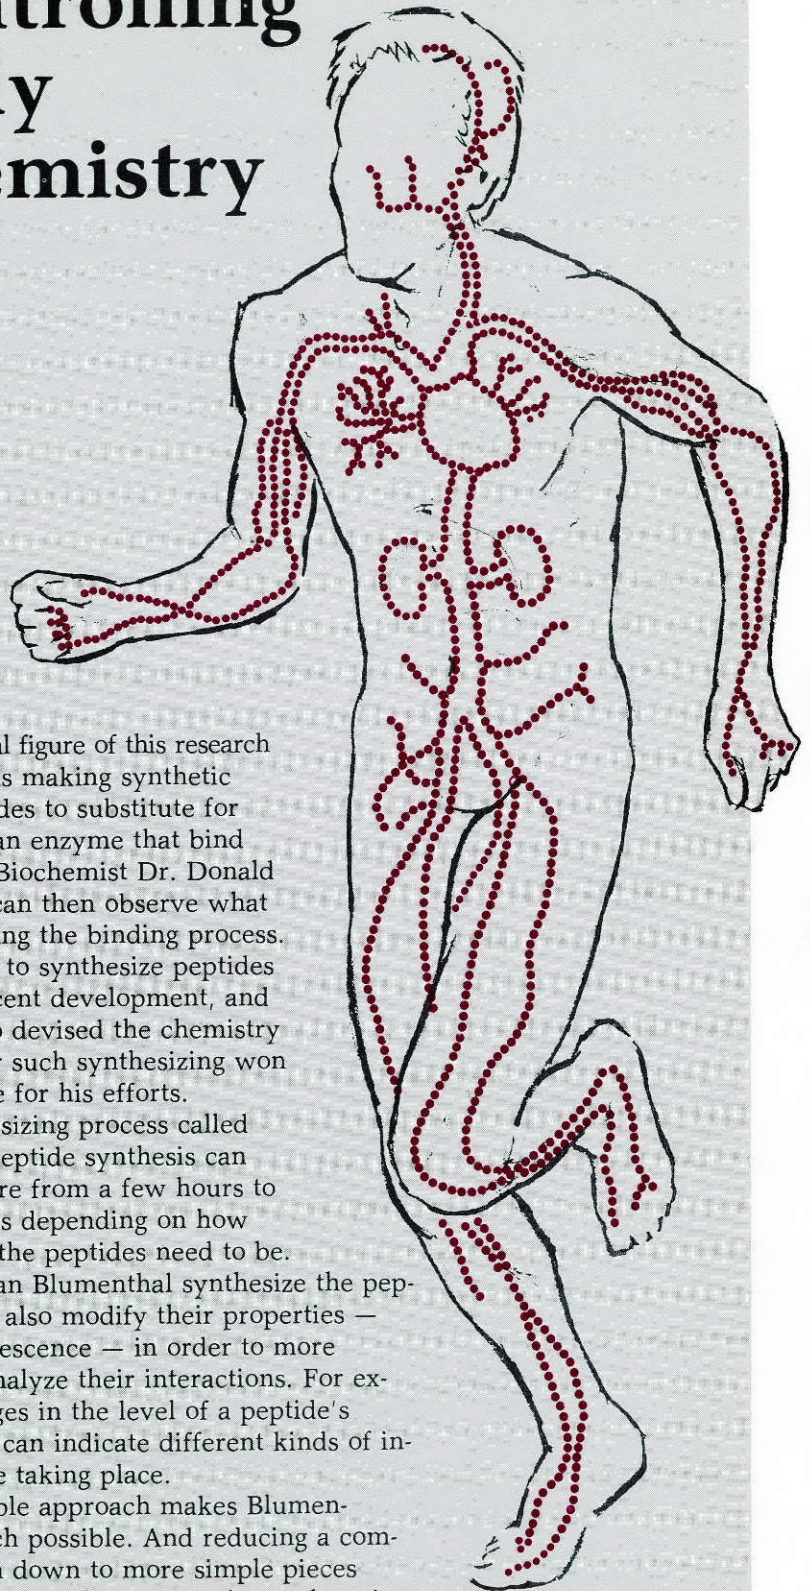 ntrolling
ly
emistry
al figure of this research
s making synthetic
des to substitute for
an enzyme that bind
Biochemist Dr. Donald
can then observe what
ng the binding process.
to synthesize peptides
cent development, and
o devised the chemistry
r such synthesizing won
e for his efforts.
sizing process called
eptide synthesis can
re from a few hours to
s depending on how
the peptides need to be.
an Blumenthal synthesize the pep-
also modify their properties —
escence — in order to more
nalyze their interactions. For ex-
ges in the level of a peptide's
can indicate different kinds of in-
e taking place.
ple approach makes Blumen-
ch possible. And reducing a com-
n down to more simple pieces